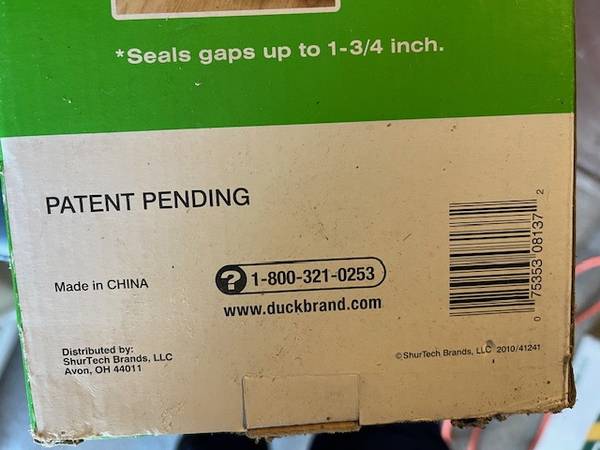 *Seals gaps up to 1-3/4 inch.
PATENT PENDING
Made in CHINA
? 1-800-321-0253
www.duckbrand.com
0 75353 08137 2
Distributed by:
ShurTech Brands, LLC
Avon, OH 44011
©ShurTech Brands, LLC 2010/41241